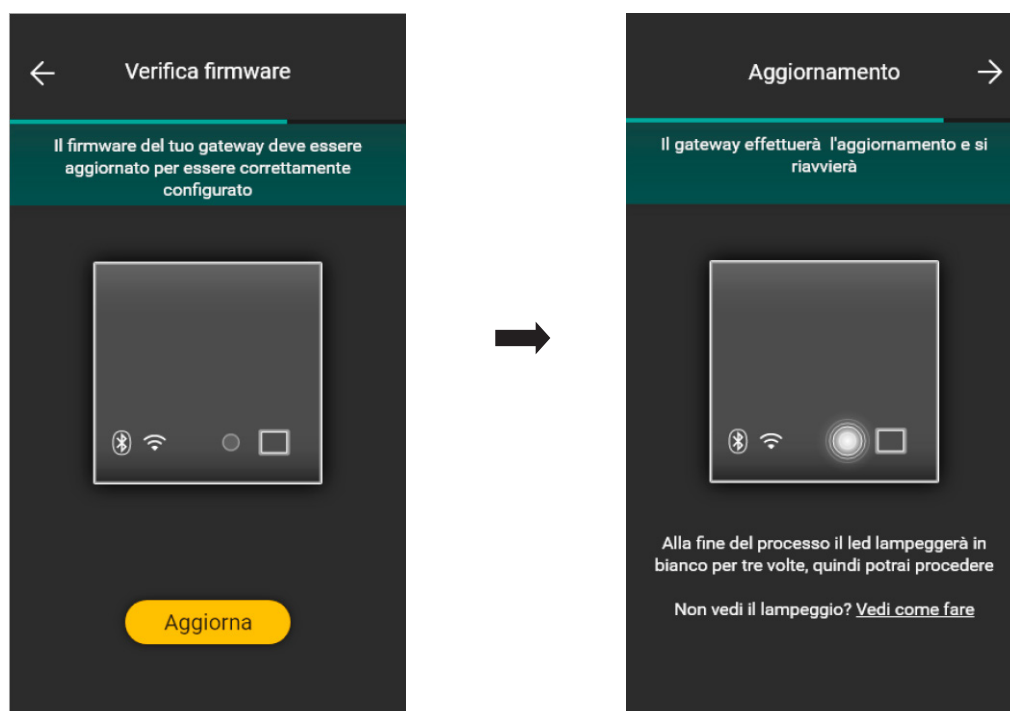 Verifica firmware
Il firmware del tuo gateway deve essere
aggiornato per essere correttamente
configurato
Aggiorna
Aggiornamento
Il gateway effettuerà l'aggiornamento e si
riavvierà
Alla fine del processo il led lampeggerà in
bianco per tre volte, quindi potrai procedere
Non vedi il lampeggio? Vedi come fare